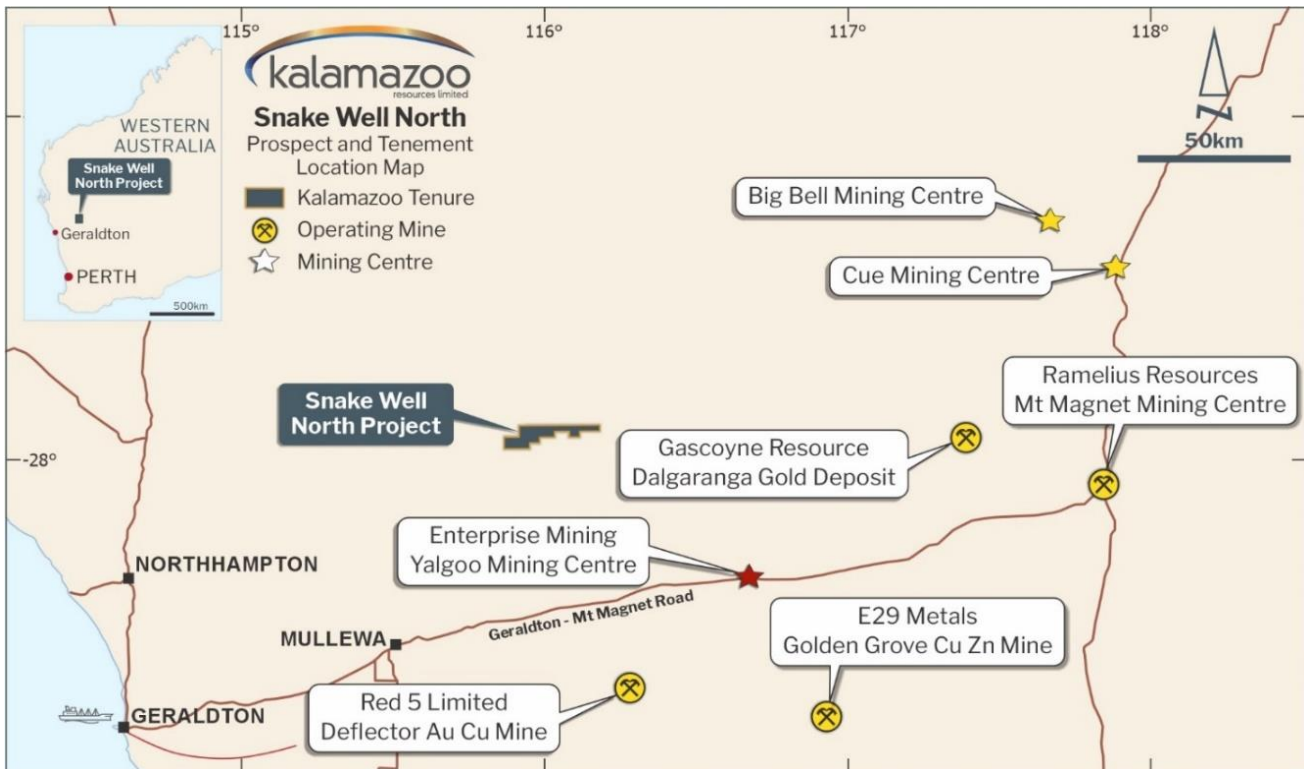 115°
116°
117°
118°
kalamazoo
resources limited
Snake Well North
Prospect and Tenement
Location Map
Kalamazoo Tenure
Operating Mine
Mining Centre
WESTERN
AUSTRALIA
Snake Well
North Project
Geraldton
PERTH
500km
N
50km
Big Bell Mining Centre
Cue Mining Centre
Ramelius Resources
Mt Magnet Mining Centre
Snake Well
North Project
Gascoyne Resource
Dalgaranga Gold Deposit
-28°
Enterprise Mining
Yalgoo Mining Centre
NORTHHAMPTON
Geraldton - Mt Magnet Road
MULLEWA
E29 Metals
Golden Grove Cu Zn Mine
Red 5 Limited
Deflector Au Cu Mine
GERALDTON